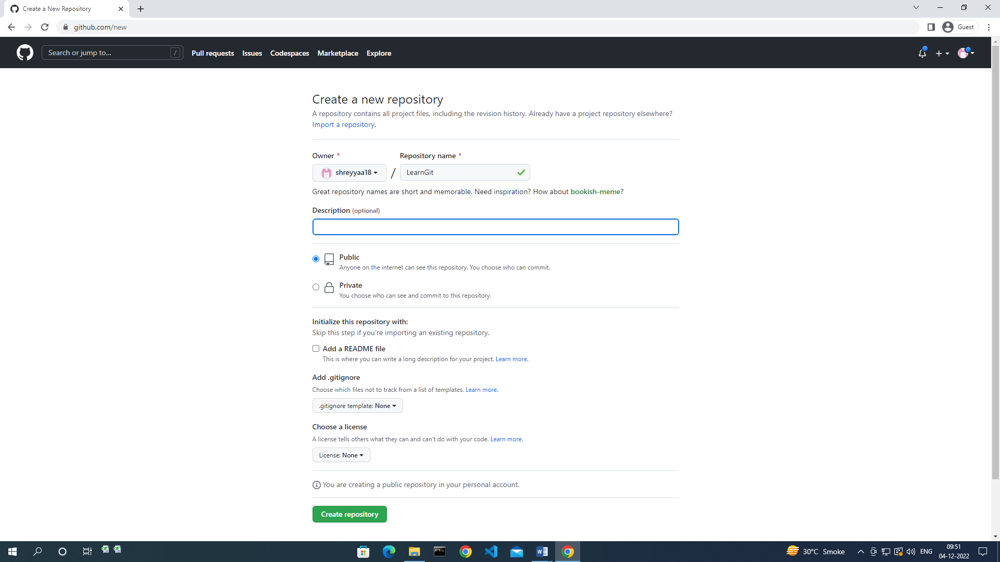 Create a New Repository
github.com/new
Guest
Search or jump to...
/
Pull requests
Issues
Codespaces
Marketplace
Explore
Create a new repository
A repository contains all project files, including the revision history. Already have a project repository elsewhere?
Import a repository.
Owner *
Repository name *
shreyyaa18
/
LearnGit
Great repository names are short and memorable. Need inspiration? How about bookish-meme?
Description (optional)
Public
Anyone on the internet can see this repository. You choose who can commit.
Private
You choose who can see and commit to this repository.
Initialize this repository with:
Skip this step if you're importing an existing repository.
Add a README file
This is where you can write a long description for your project. Learn more.
Add .gitignore
Choose which files not to track from a list of templates. Learn more.
.gitignore template: None
Choose a license
A license tells others what they can and can't do with your code. Learn more.
License: None
You are creating a public repository in your personal account.
Create repository
30°C Smoke
ENG
09:51
04-12-2022